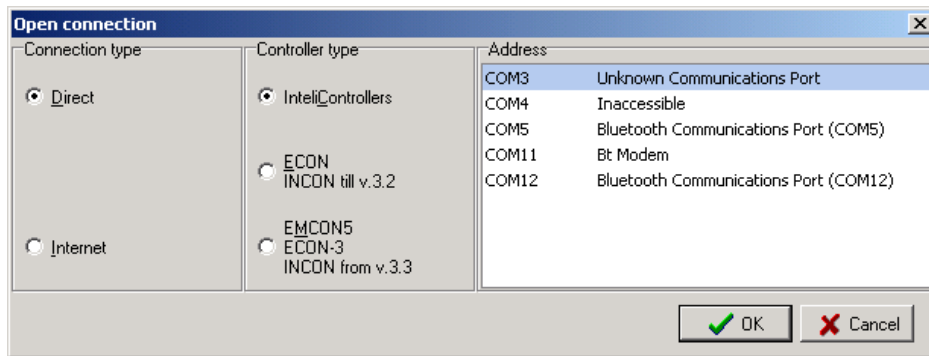 Open connection
Connection type
Direct
Internet
Controller type
InteliControllers
ECON
INCON till v.3.2
EMCON5
ECON-3
INCON from v.3.3
Address
COM3 Unknown Communications Port
COM4 Inaccessible
COM5 Bluetooth Communications Port (COM5)
COM11 Bt Modem
COM12 Bluetooth Communications Port (COM12)
OK
Cancel